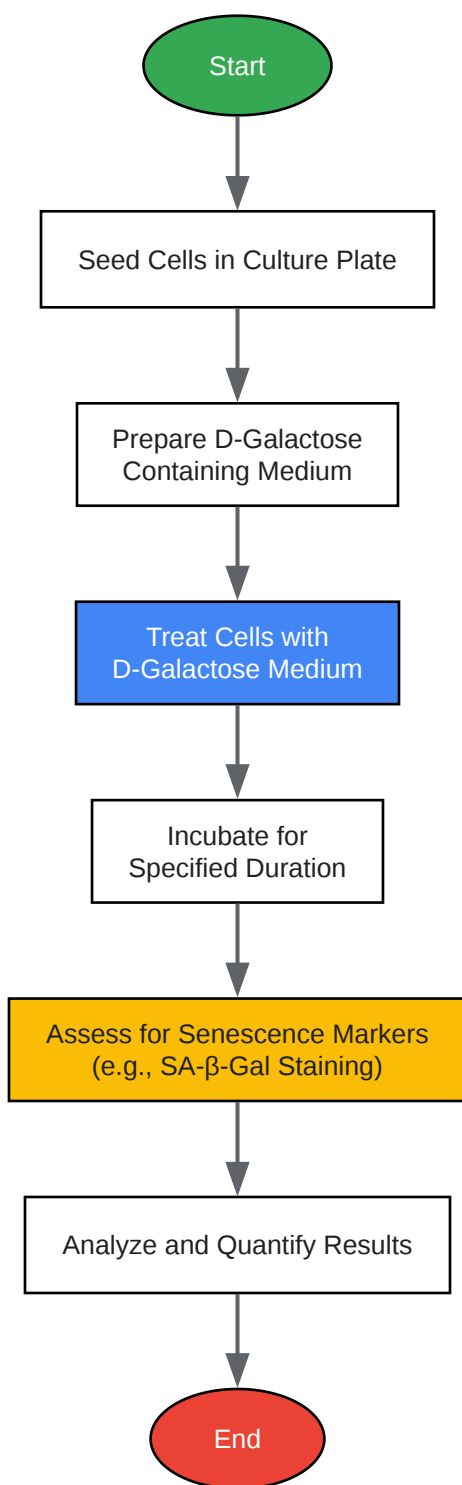 Start
Seed Cells in Culture Plate
Prepare D-Galactose
Containing Medium
Treat Cells with
D-Galactose Medium
Incubate for
Specified Duration
Assess for Senescence Markers
(e.g., SA-β-Gal Staining)
Analyze and Quantify Results
End